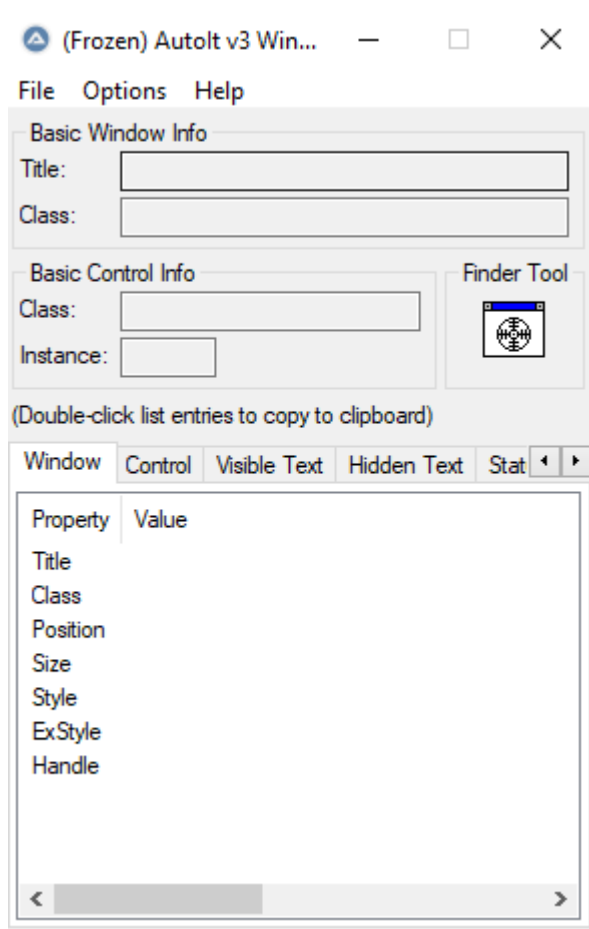 (Frozen) AutoIt v3 Win...
File Options Help
Basic Window Info
Title:
Class:
Basic Control Info
Finder Tool
Class:
Instance:
(Double-click list entries to copy to clipboard)
Window Control Visible Text Hidden Text Stat
Property Value
Title
Class
Position
Size
Style
ExStyle
Handle